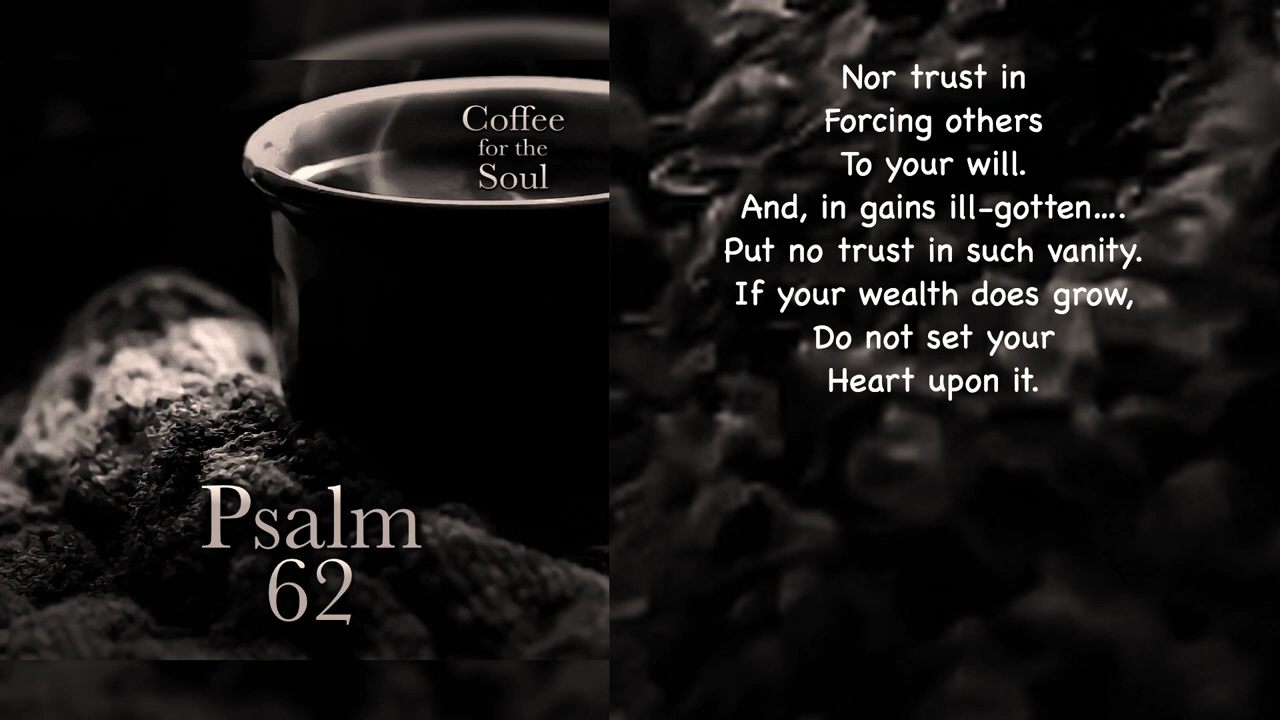 Coffee
for the
Soul
Psalm
62
Nor trust in
Forcing others
To your will.
And, in gains ill-gotten....
Put no trust in such vanity.
If your wealth does grow,
Do not set your
Heart upon it.